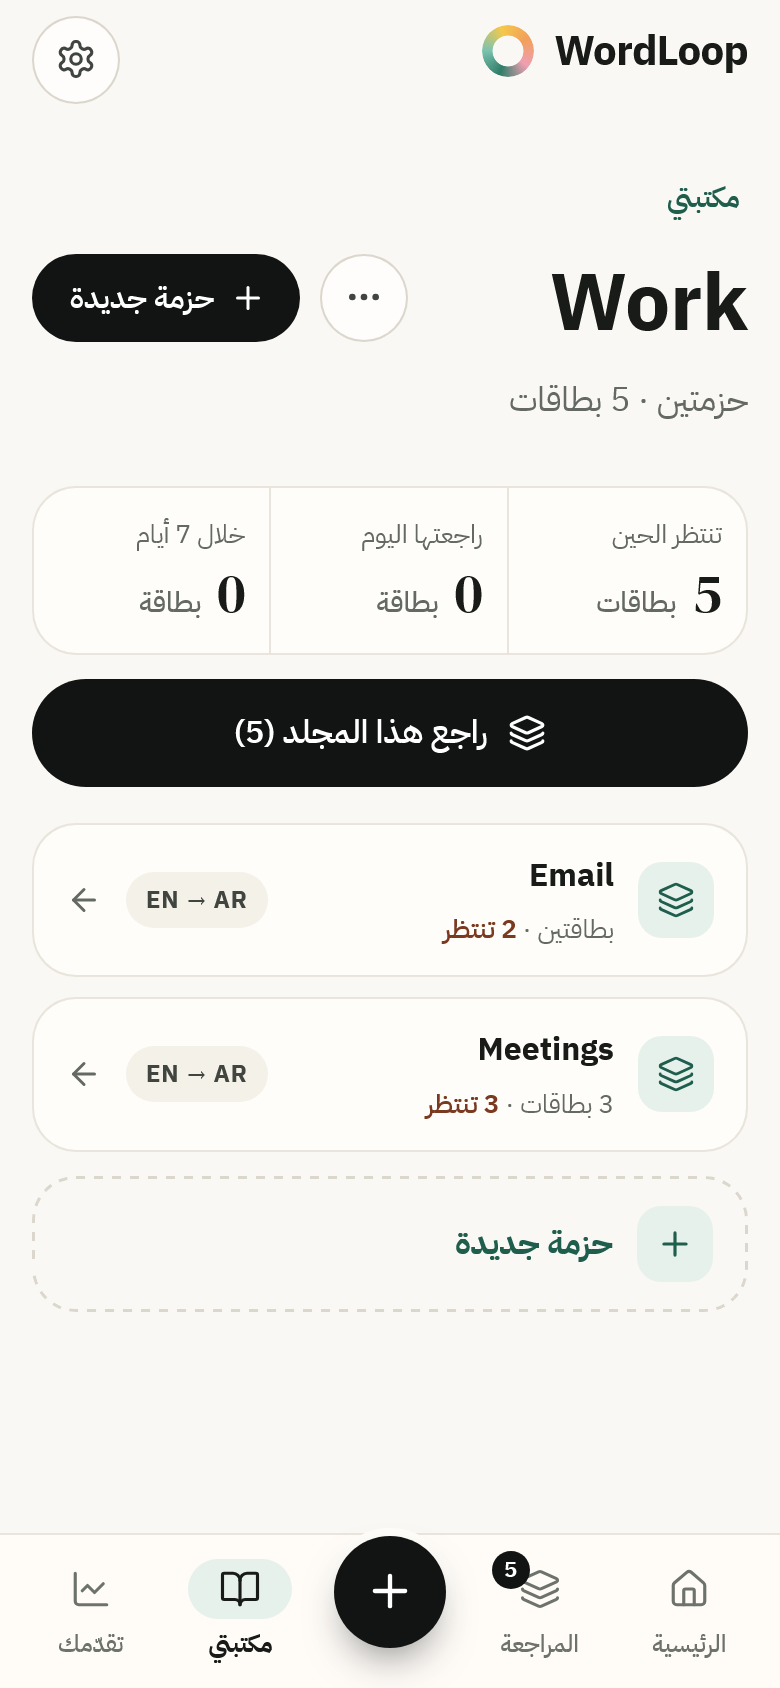 WordLoop
مكتبتي
Work
حزمة جديدة
حزمتين · 5 بطاقات
تنتظر الحين
5 بطاقات
راجعتها اليوم
0 بطاقة
خلال 7 أيام
0 بطاقة
راجع هذا المجلد (5)
Email
بطاقتين · 2 تنتظر
EN → AR
Meetings
3 بطاقات · 3 تنتظر
EN → AR
حزمة جديدة
الرئيسية
5
المراجعة
مكتبتي
تقدّمك